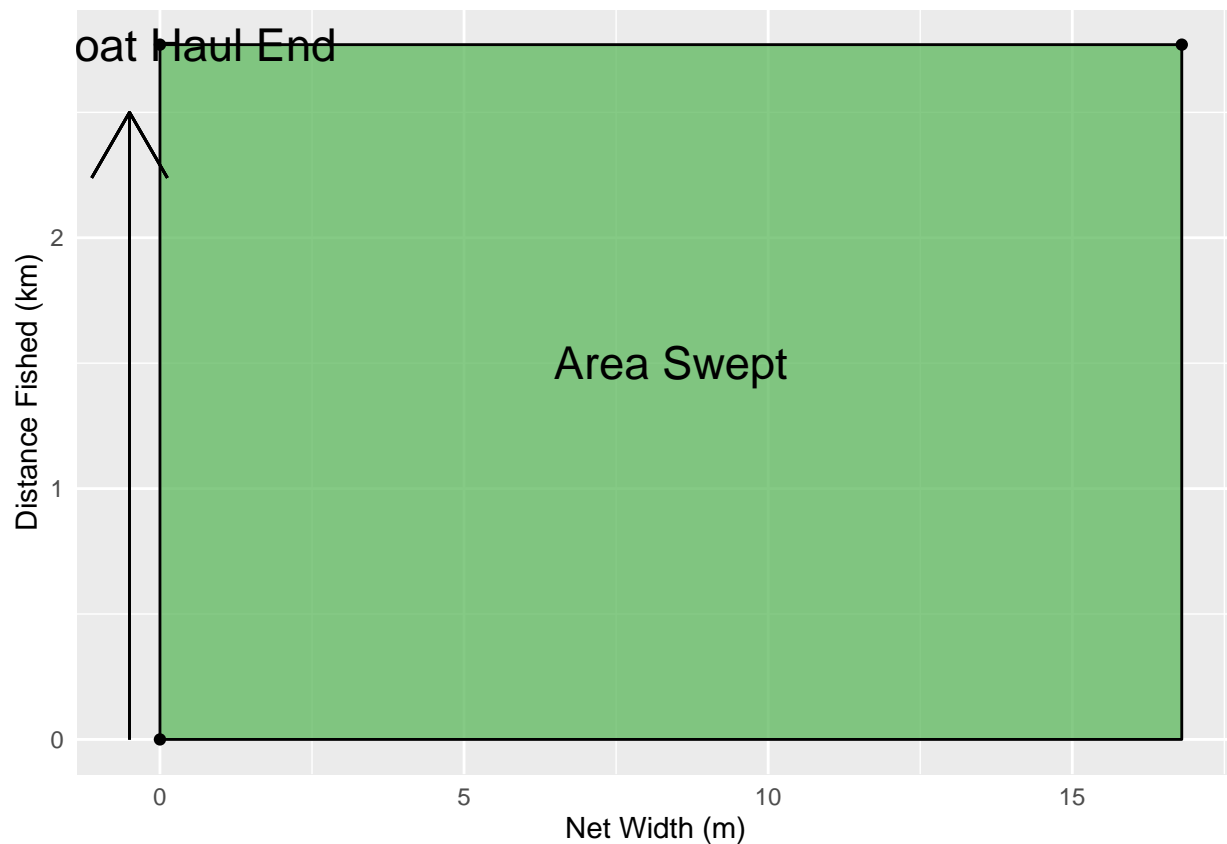 oat Haul End
2
Area Swept
1
0
0 5 10 15
Distance Fished (km)
Net Width (m)